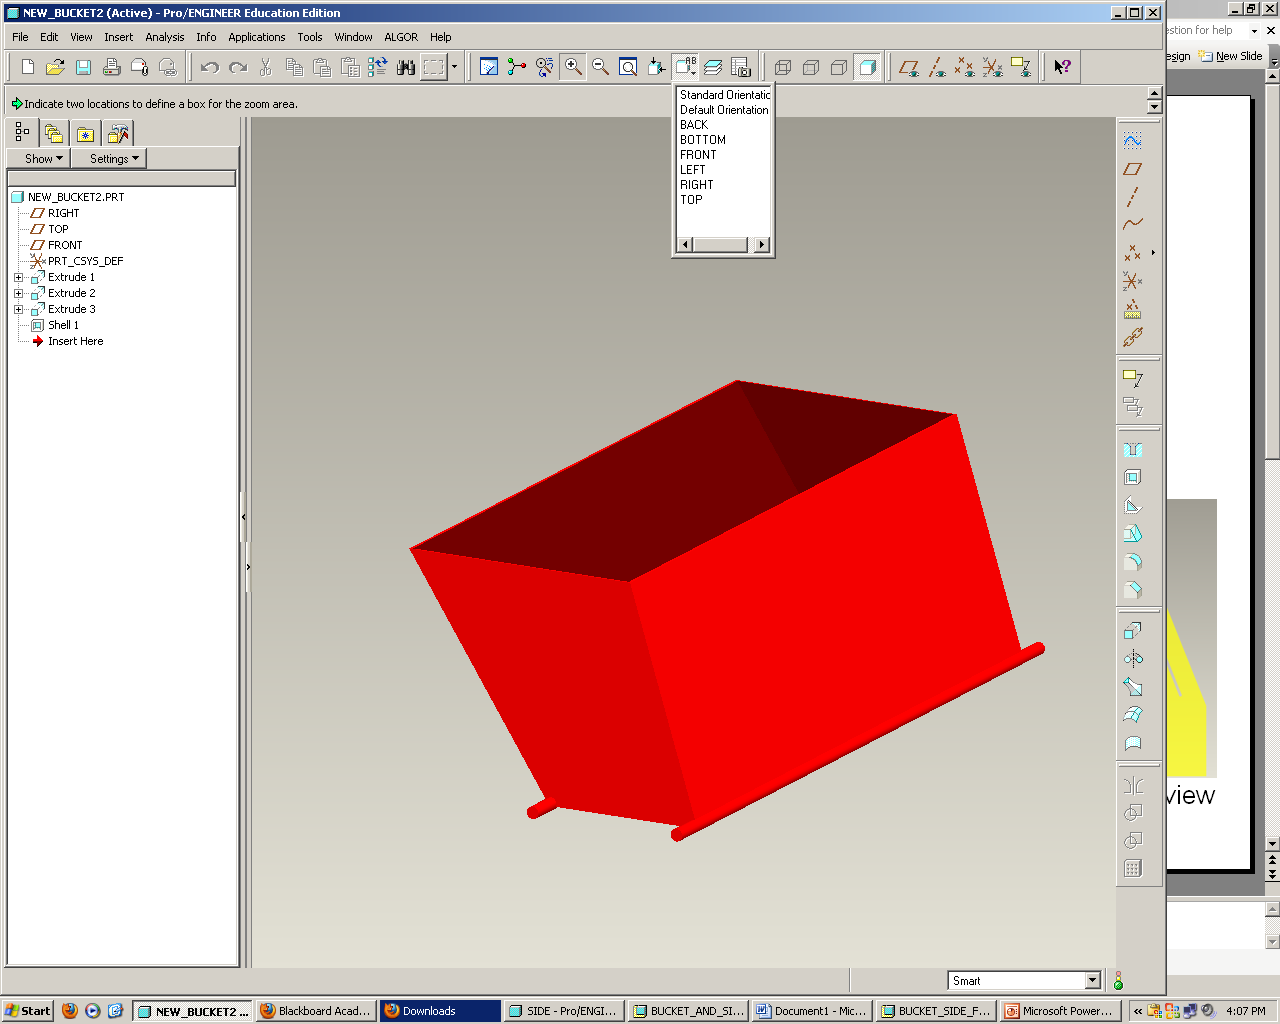 NEW_BUCKET2 (Active) - Pro/ENGINEER Education Edition
File Edit View Insert Analysis Info Applications Tools Window ALGOR Help
estion for help
esign New Slide
Indicate two locations to define a box for the zoom area.
Show Settings
NEW_BUCKET2.PRT
RIGHT
TOP
FRONT
PRT_CSYS_DEF
Extrude 1
Extrude 2
Extrude 3
Shell 1
Insert Here
Standard Orientatic
Default Orientation
BACK
BOTTOM
FRONT
LEFT
RIGHT
TOP
view
Smart
Start NEW_BUCKET2 ... Blackboard Acad... Downloads SIDE - Pro/ENGI... BUCKET_AND_SI... Document1 - Mic... BUCKET_SIDE_F... Microsoft Power... « 4:07 PM